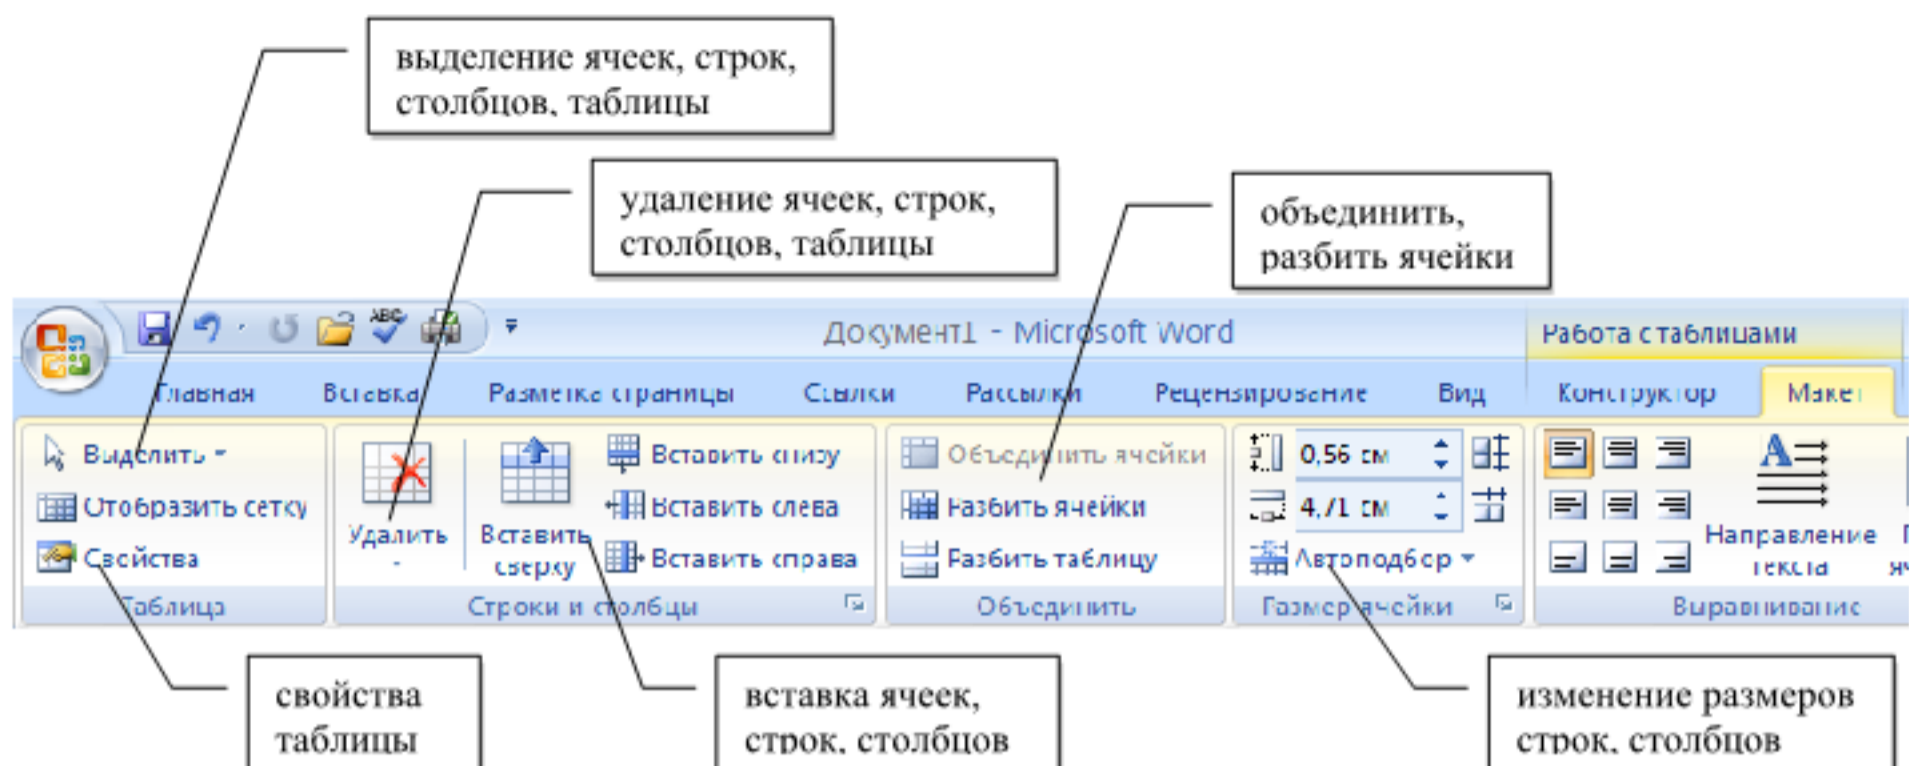 выделение ячеек, строк,
столбцов, таблицы
удаление ячеек, строк,
столбцов, таблицы
объединить,
разбить ячейки
ABC
Документ1 - Microsoft Word
Работа с таблицами
Главная Вставка Разметка страницы Ссылки Рассылки Рецензирование Вид Конструктор Макет
Выделить
Отобразить сетку
Свойства
Таблица
Удалить
Вставить
сверху
Вставить снизу
Вставить слева
Вставить справа
Строки и столбцы
Объединить ячейки
Разбить ячейки
Разбить таблицу
Объединить
0,56 см
4,71 см
Автоподбор
Размер ячейки
Направление
текста
Выравнивание
свойства
таблицы
вставка ячеек,
строк, столбцов
изменение размеров
строк, столбцов